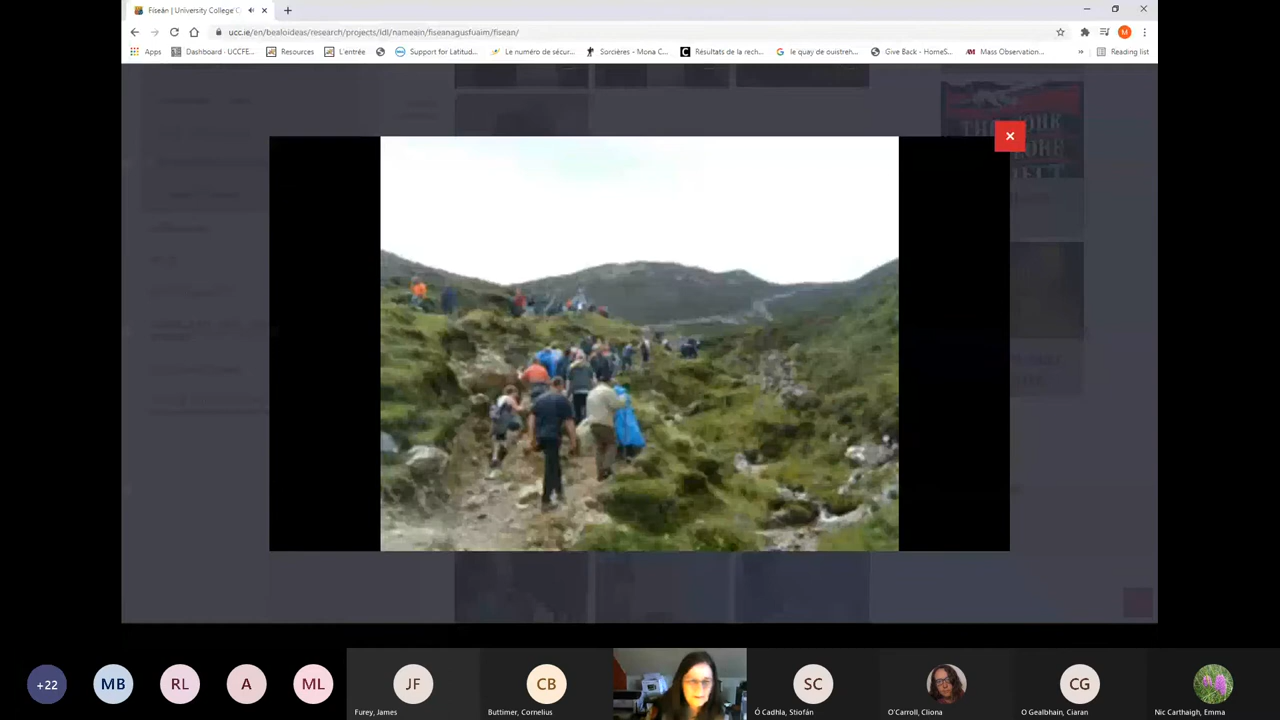 Físeán | University College C
ucc.ie/en/bealoideas/research/projects/ldl/nameain/fiseanagusfuaim/fisean/
Apps Dashboard - UCCFE... Resources L'entrée Support for Latitud... Le numéro de sécur... Sorcières - Mona C... Résultats de la rech... le quay de ouistreh... Give Back - HomeS... Mass Observation... » Reading list
+22 MB RL A ML JF CB SC CG
Furey, James Buttimer, Cornelius Ó Cadhla, Stiofán O'Carroll, Cliona O Gealbhain, Ciaran Nic Carthaigh, Emma